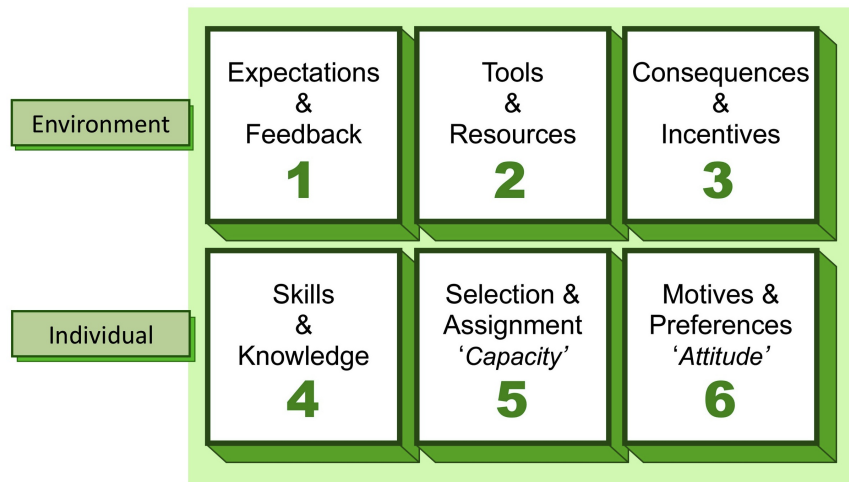 Environment
Expectations
&
Feedback
1
Tools
&
Resources
2
Consequences
&
Incentives
3
Individual
Skills
&
Knowledge
4
Selection &
Assignment
‘Capacity’
5
Motives &
Preferences
‘Attitude’
6